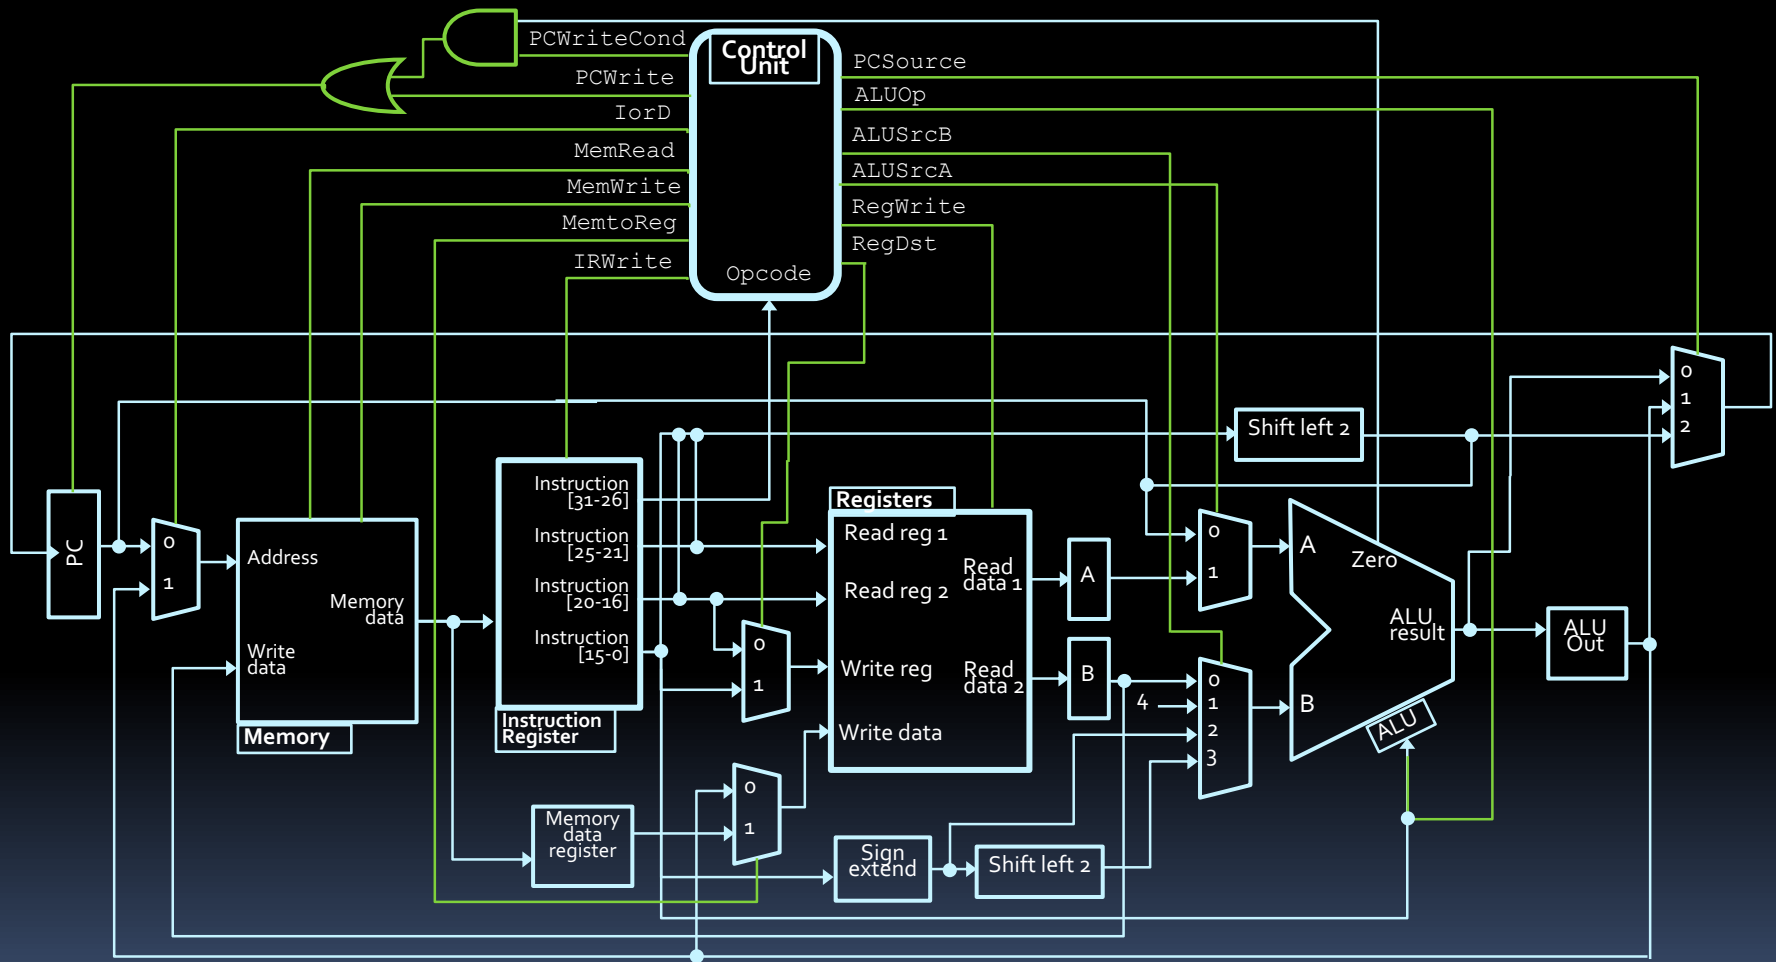 PCWriteCond
PCWrite
IorD
MemRead
MemWrite
MemtoReg
IRWrite
Control
Unit
Opcode
PCSource
ALUOp
ALUSrcB
ALUSrcA
RegWrite
RegDst
PC
0
1
Address
Memory
data
Write
data
Memory
Instruction
[31-26]
Instruction
[25-21]
Instruction
[20-16]
Instruction
[15-0]
Instruction
Register
0
1
Memory
data
register
0
1
Registers
Read reg 1
Read reg 2
Write reg
Write data
Read
data 1
Read
data 2
Sign
extend
Shift left 2
A
B
4
0
1
0
1
2
3
Shift left 2
A
B
Zero
ALU
result
ALU
ALU
Out
0
1
2